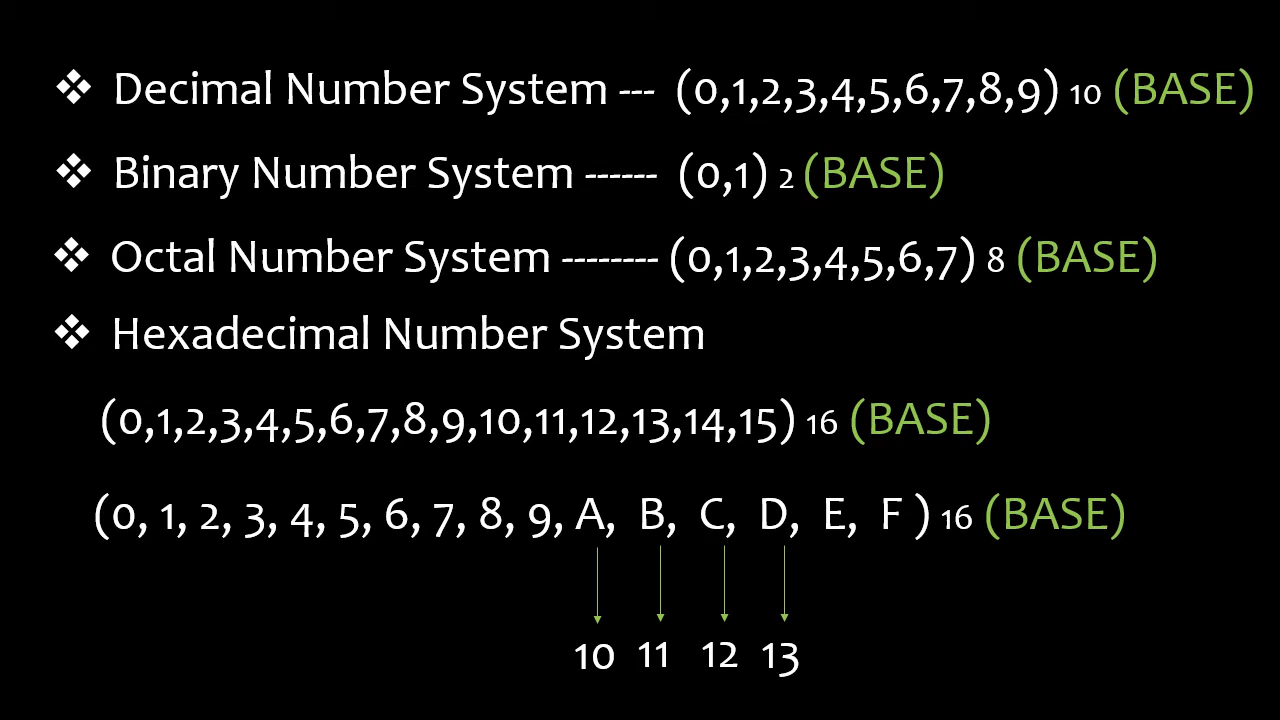 ❖ Decimal Number System --- (0,1,2,3,4,5,6,7,8,9) 10 (BASE)
❖ Binary Number System ------ (0,1) 2 (BASE)
❖ Octal Number System -------- (0,1,2,3,4,5,6,7) 8 (BASE)
❖ Hexadecimal Number System
(0,1,2,3,4,5,6,7,8,9,10,11,12,13,14,15) 16 (BASE)
(0, 1, 2, 3, 4, 5, 6, 7, 8, 9, A, B, C, D, E, F ) 16 (BASE)
10 11 12 13